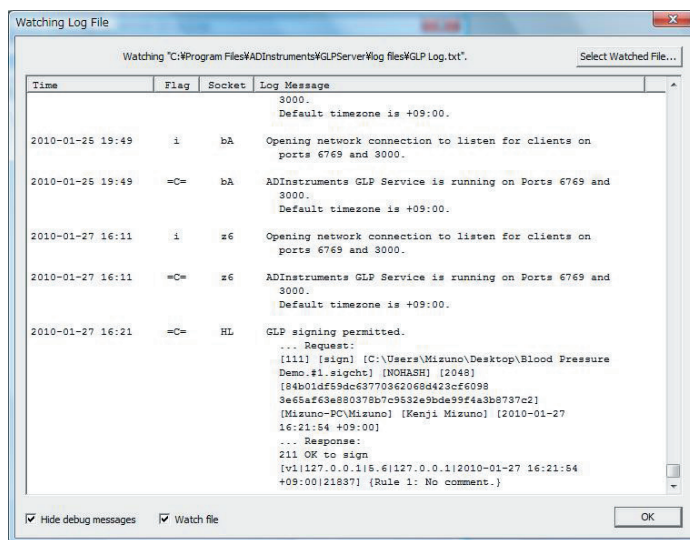 Watching Log File
Watching "C:¥Program Files¥ADInstruments¥GLPServer¥log files¥GLP Log.txt".
Select Watched File...
Time Flag Socket Log Message
3000.
Default timezone is +09:00.
2010-01-25 19:49 i bA Opening network connection to listen for clients on
ports 6769 and 3000.
2010-01-25 19:49 =C= bA ADInstruments GLP Service is running on Ports 6769 and
3000.
Default timezone is +09:00.
2010-01-27 16:11 i z6 Opening network connection to listen for clients on
ports 6769 and 3000.
2010-01-27 16:11 =C= z6 ADInstruments GLP Service is running on Ports 6769 and
3000.
Default timezone is +09:00.
2010-01-27 16:21 =C= HL GLP signing permitted.
... Request:
[111] [sign] [C:\Users\Mizuno\Desktop\Blood Pressure
Demo.#1.sigcht] [NOHASH] [2048]
[84b01df59dc63770362068d423cf6098
3e65af63e880378b7c9532e9bde99f4a3b8737c2]
[Mizuno-PC\Mizuno] [Kenji Mizuno] [2010-01-27
16:21:54 +09:00]
... Response:
211 OK to sign
[v1|127.0.0.1|5.6|127.0.0.1|2010-01-27 16:21:54
+09:00|21837] {Rule 1: No comment.}
Hide debug messages Watch file OK